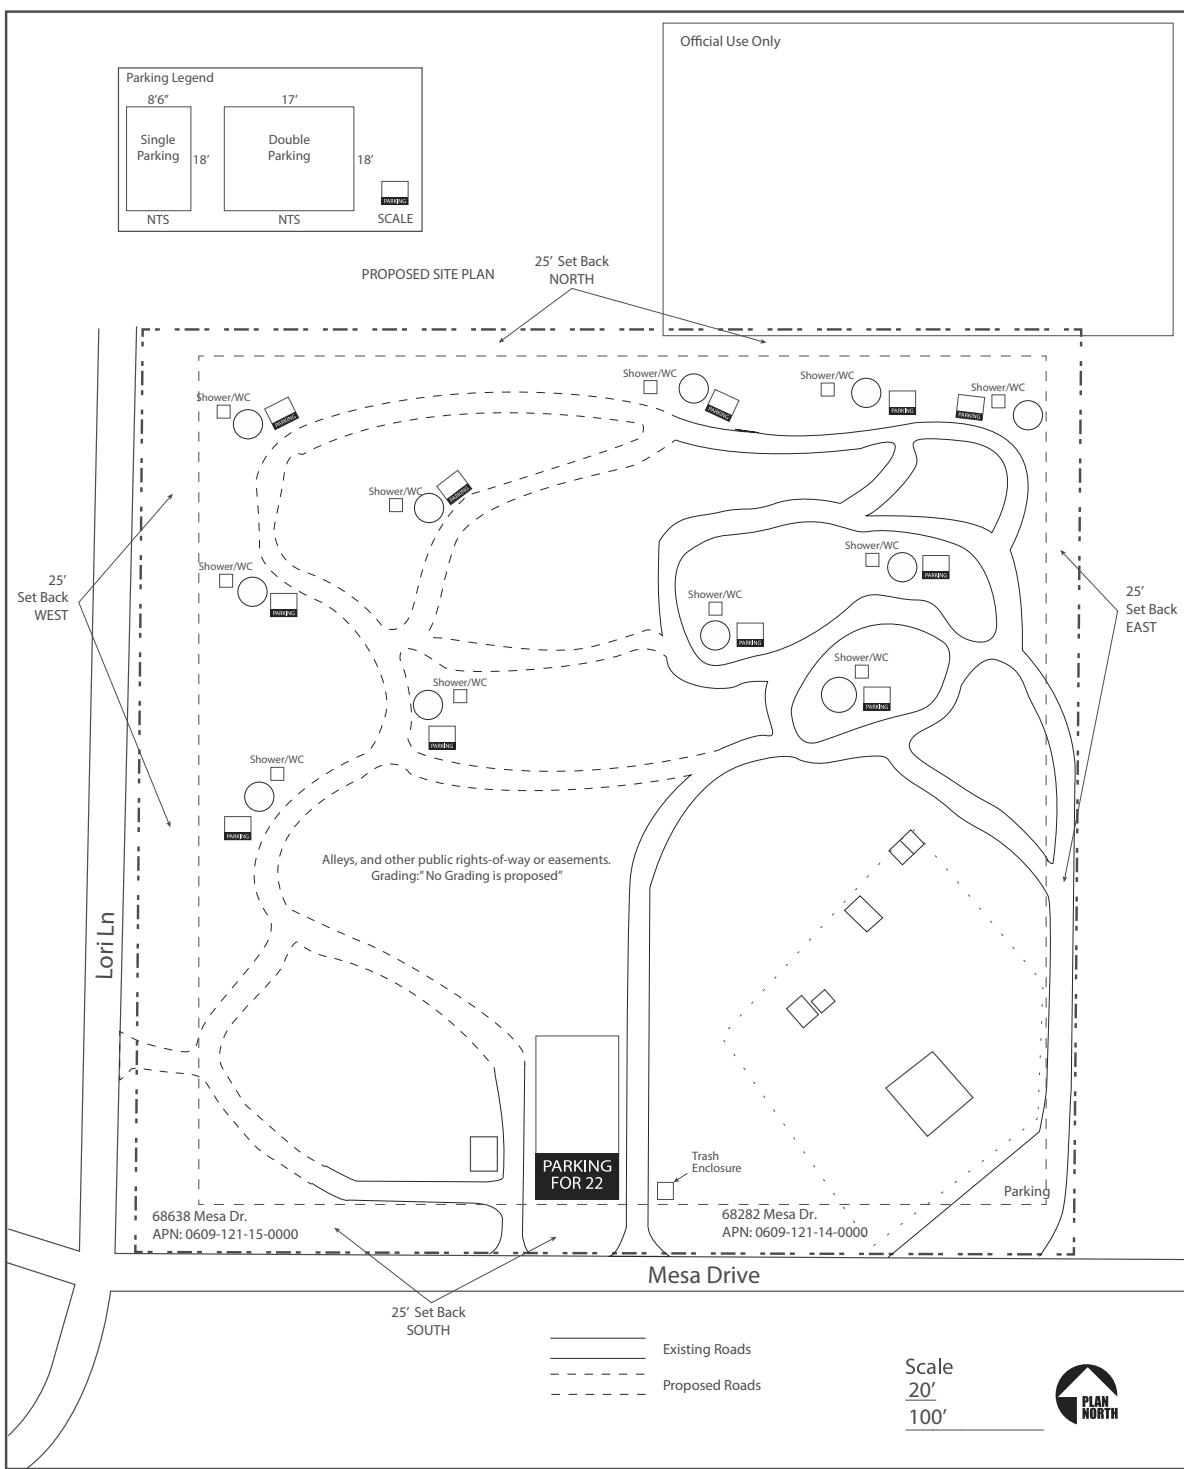 Official Use Only
Parking Legend
8'6"
17'
Single
Parking
18'
Double
Parking
18'
PARKING
NTS
NTS
SCALE
PROPOSED SITE PLAN
25' Set Back
NORTH
Shower/WC
PARKING
Shower/WC
PARKING
Shower/WC
PARKING
Shower/WC
PARKING
Shower/WC
PARKING
Shower/WC
PARKING
Shower/WC
PARKING
Shower/WC
PARKING
Shower/WC
PARKING
Shower/WC
PARKING
Shower/WC
PARKING
25'
Set Back
WEST
25'
Set Back
EAST
Alleys, and other public rights-of-way or easements.
Grading:"No Grading is proposed"
Lori Ln
PARKING
FOR 22
Trash
Enclosure
Parking
68638 Mesa Dr.
APN: 0609-121-15-0000
68282 Mesa Dr.
APN: 0609-121-14-0000
Mesa Drive
25' Set Back
SOUTH
Existing Roads
Proposed Roads
Scale
20'
100'
PLAN
NORTH